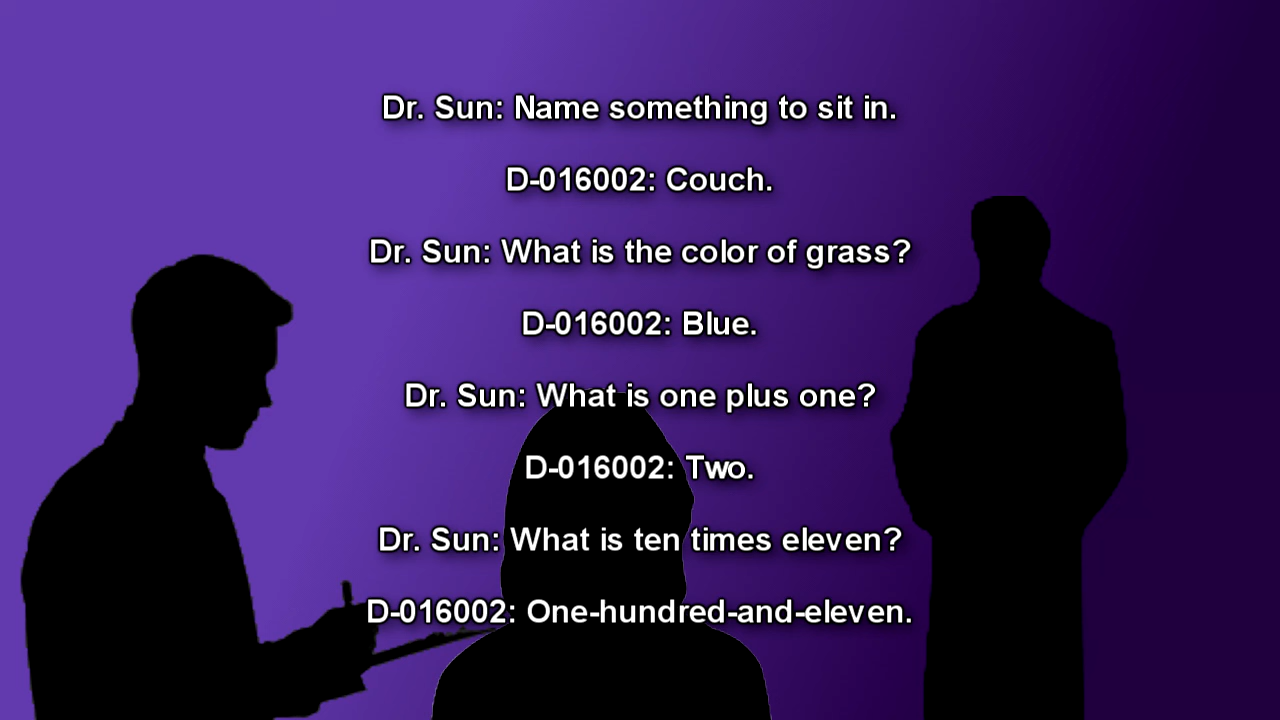 Dr. Sun: Name something to sit in.
D-016002: Couch.
Dr. Sun: What is the color of grass?
D-016002: Blue.
Dr. Sun: What is one plus one?
D-016002: Two.
Dr. Sun: What is ten times eleven?
D-016002: One-hundred-and-eleven.